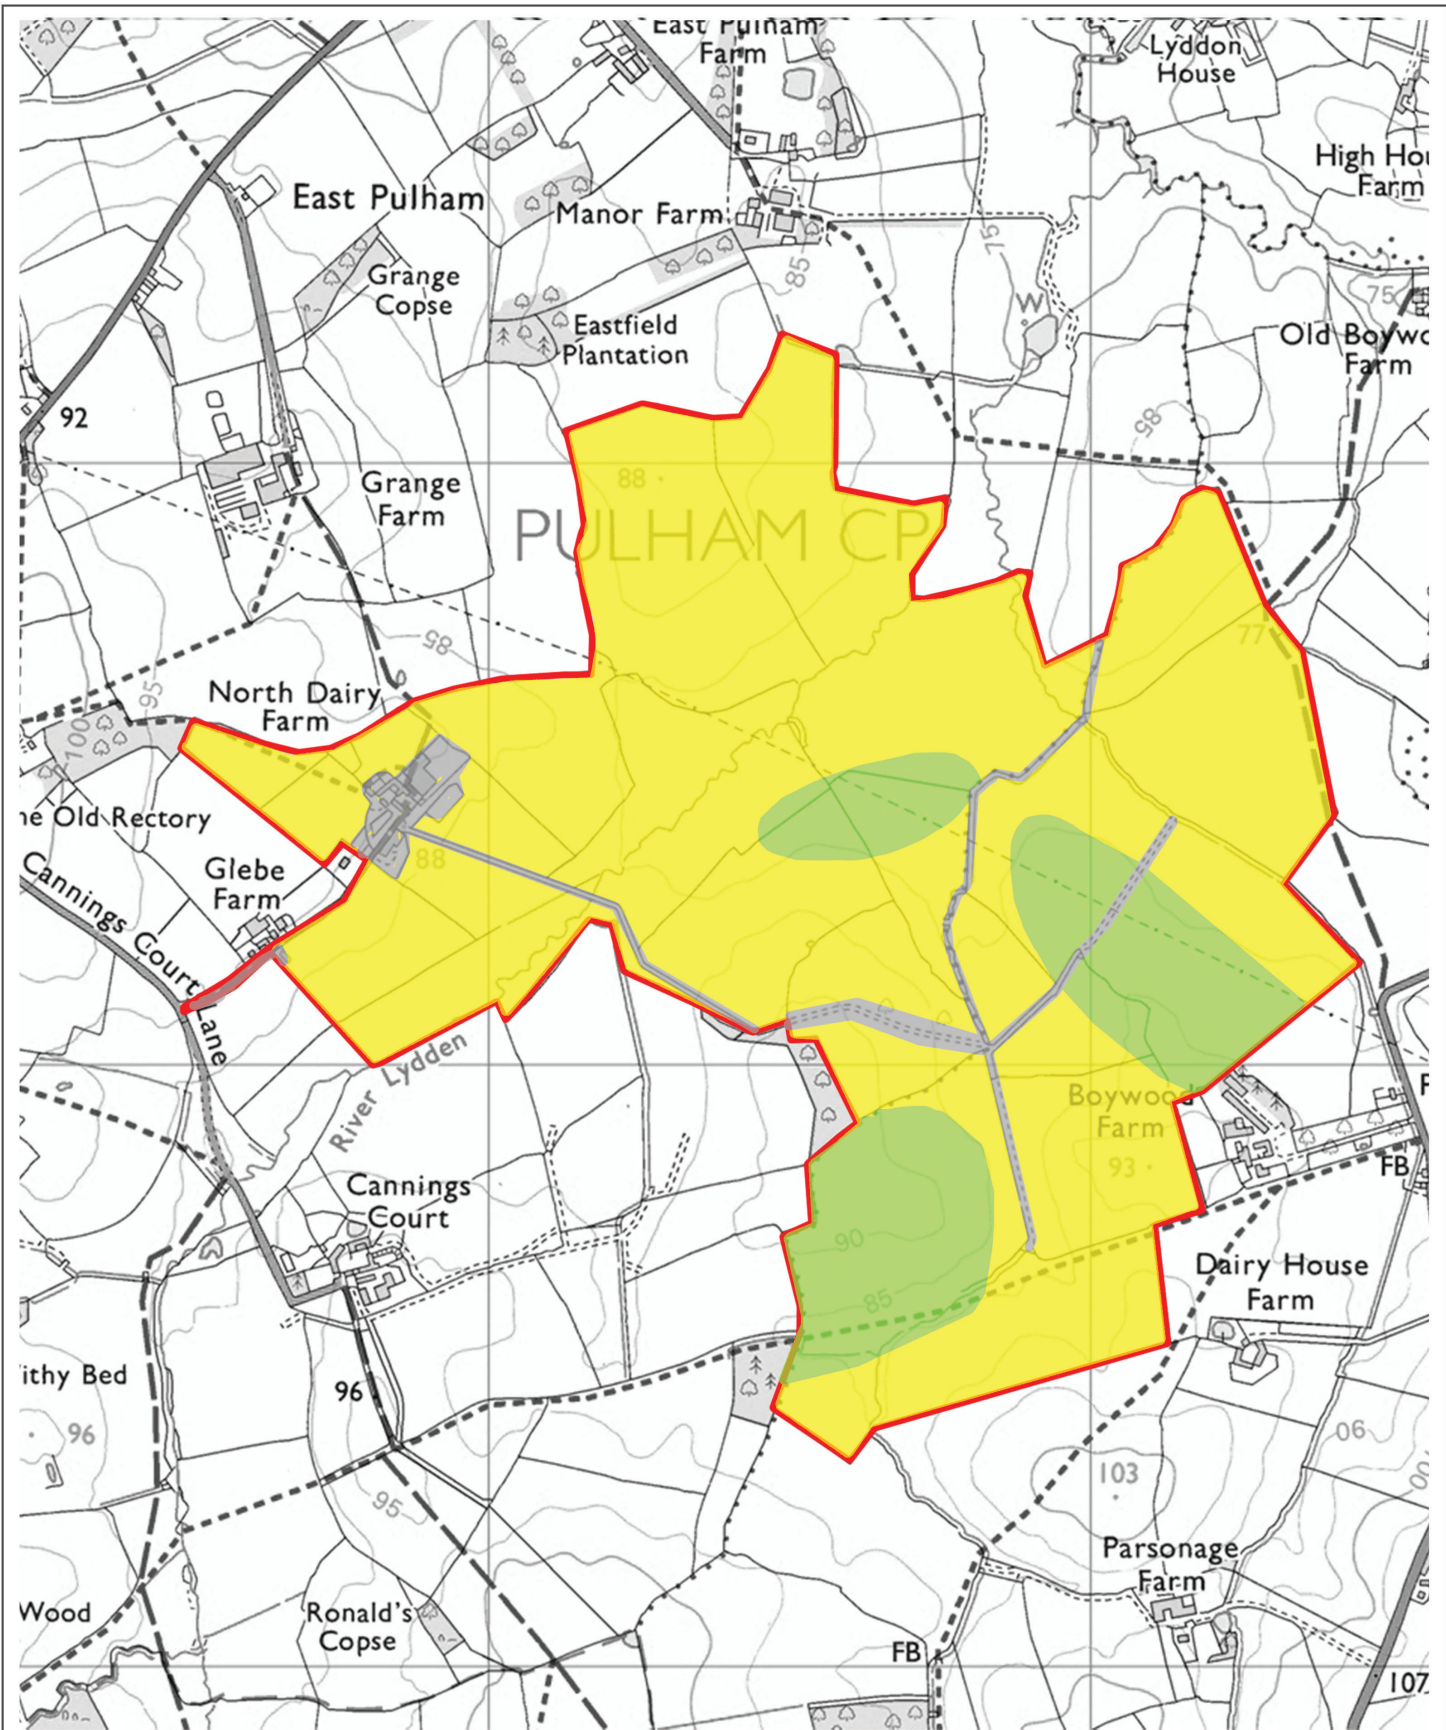 East Pulham
Farm
Lyddon
House
High
Farm
East Pulham
Manor Farm
Grange
Copse
85
75
W
75
Eastfield
Plantation
Old
Farm
92
85
Grange
Farm
88
PULHAM CP
85
77
North Dairy
Farm
95
100
Old Rectory
88
Glebe
Farm
Cannings Court Lane
River Lydden
Boywood
Farm
93
FB
Cannings
Court
90
85
Dairy House
Farm
ithy Bed
96
96
90
103
95
Parsonage
Farm
Wood
Ronald's
Copse
FB
107